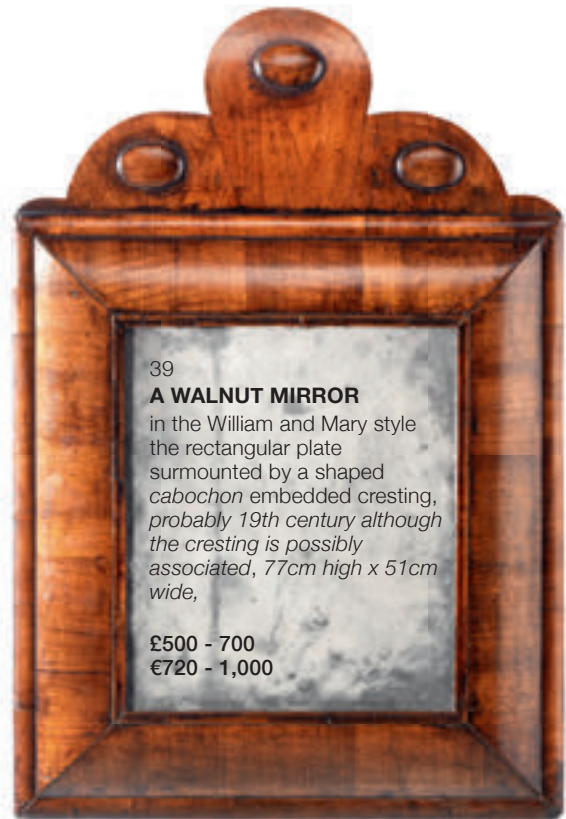 39
A WALNUT MIRROR
in the William and Mary style
the rectangular plate
surmounted by a shaped
cabochon embedded cresting,
probably 19th century although
the cresting is possibly
associated, 77cm high x 51cm
wide,
£500 - 700
€720 - 1,000